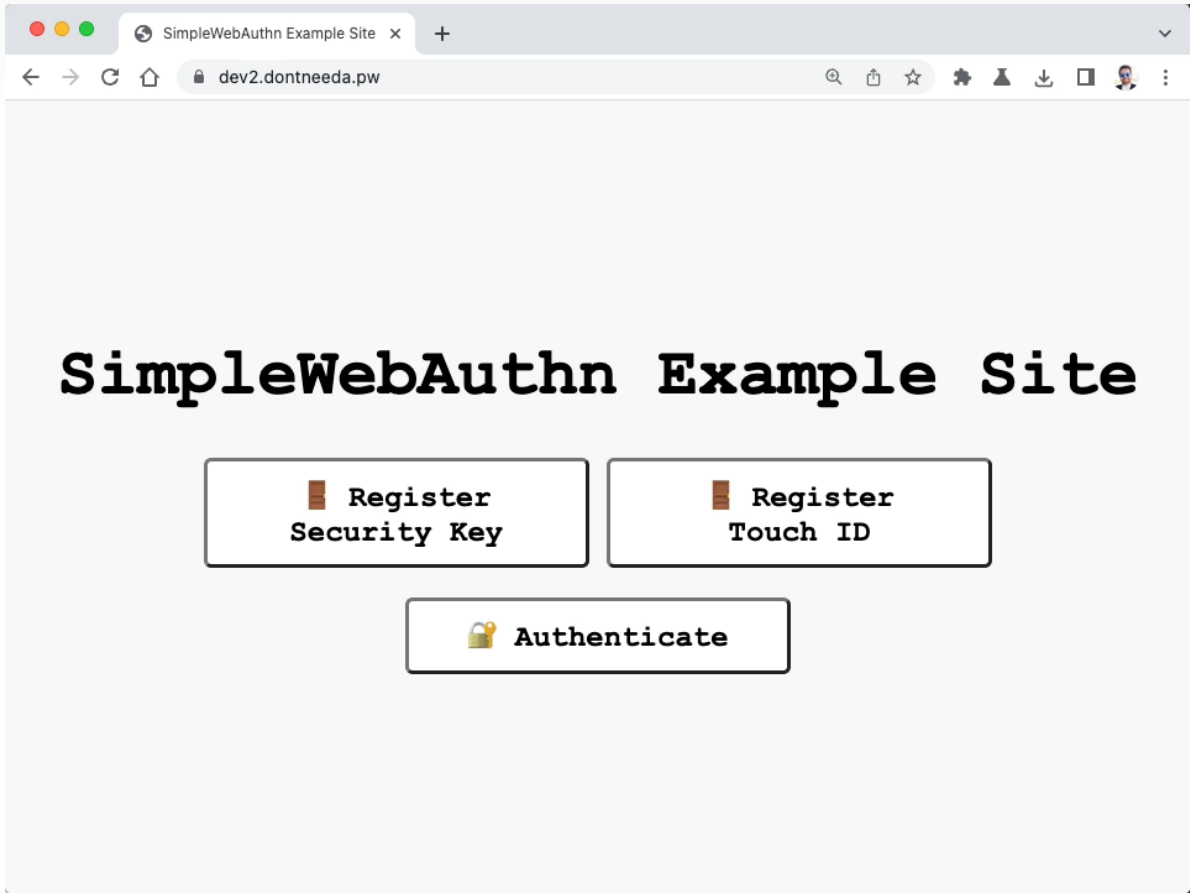 SimpleWebAuthn Example Site
dev2.dontneeda.pw
SimpleWebAuthn Example Site
🚪 Register
Security Key
🚪 Register
Touch ID
🔐 Authenticate